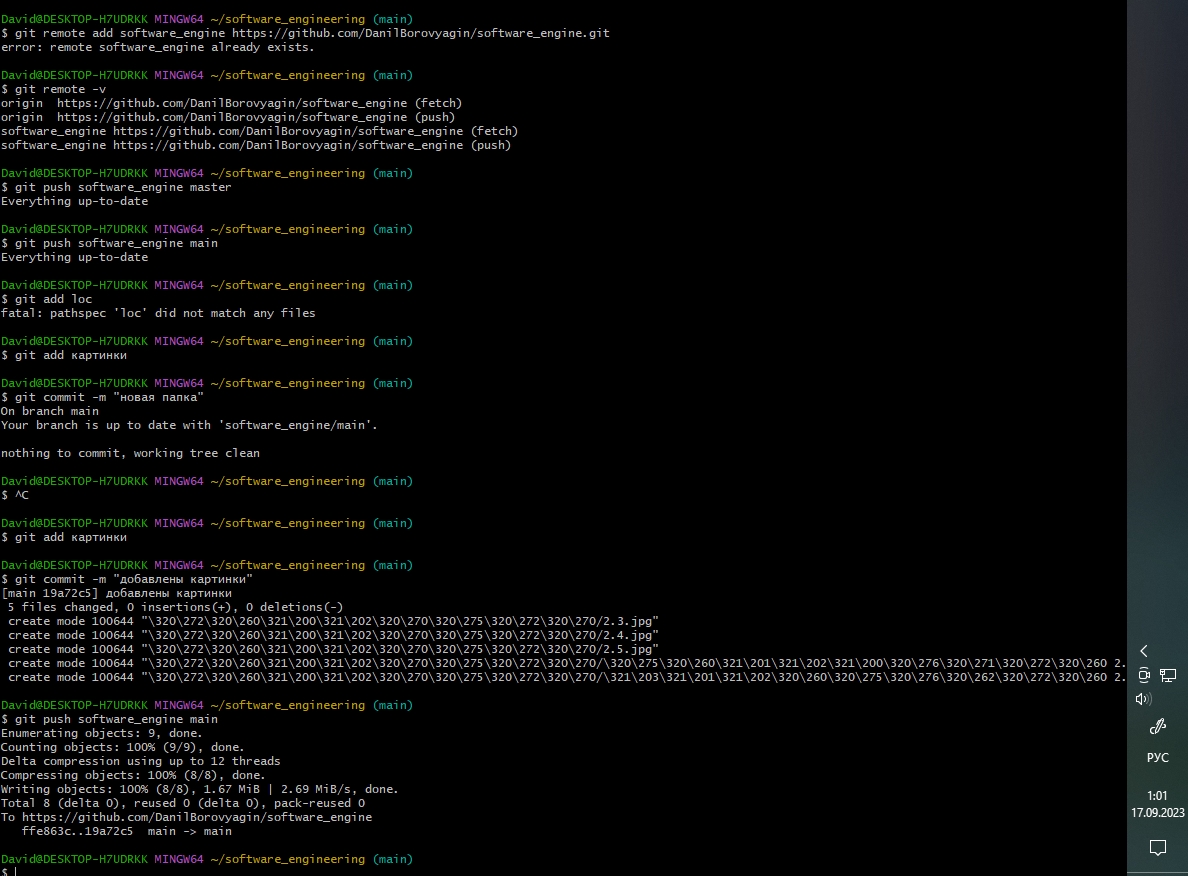 David@DESKTOP-H7UDRKK MINGW64 ~/software_engineering (main)
$ git remote add software_engine https://github.com/DanilBorovyagin/software_engine.git
error: remote software_engine already exists.
David@DESKTOP-H7UDRKK MINGW64 ~/software_engineering (main)
$ git remote -v
origin  https://github.com/DanilBorovyagin/software_engine (fetch)
origin  https://github.com/DanilBorovyagin/software_engine (push)
software_engine https://github.com/DanilBorovyagin/software_engine (fetch)
software_engine https://github.com/DanilBorovyagin/software_engine (push)
David@DESKTOP-H7UDRKK MINGW64 ~/software_engineering (main)
$ git push software_engine master
Everything up-to-date
David@DESKTOP-H7UDRKK MINGW64 ~/software_engineering (main)
$ git push software_engine main
Everything up-to-date
David@DESKTOP-H7UDRKK MINGW64 ~/software_engineering (main)
$ git add loc
fatal: pathspec 'loc' did not match any files
David@DESKTOP-H7UDRKK MINGW64 ~/software_engineering (main)
$ git add картинки
David@DESKTOP-H7UDRKK MINGW64 ~/software_engineering (main)
$ git commit -m "новая папка"
On branch main
Your branch is up to date with 'software_engine/main'.
nothing to commit, working tree clean
David@DESKTOP-H7UDRKK MINGW64 ~/software_engineering (main)
$ ^C
David@DESKTOP-H7UDRKK MINGW64 ~/software_engineering (main)
$ git add картинки
David@DESKTOP-H7UDRKK MINGW64 ~/software_engineering (main)
$ git commit -m "добавлены картинки"
[main 19a72c5] добавлены картинки
 5 files changed, 0 insertions(+), 0 deletions(-)
 create mode 100644 "\320\272\320\260\321\200\321\202\320\270\320\275\320\272\320\270/2.3.jpg"
 create mode 100644 "\320\272\320\260\321\200\321\202\320\270\320\275\320\272\320\270/2.4.jpg"
 create mode 100644 "\320\272\320\260\321\200\321\202\320\270\320\275\320\272\320\270/2.5.jpg"
 create mode 100644 "\320\272\320\260\321\200\321\202\320\270\320\275\320\272\320\270/\320\275\320\260\321\201\321\202\321\200\320\276\320\271\320\272\320\260 2.
 create mode 100644 "\320\272\320\260\321\200\321\202\320\270\320\275\320\272\320\270/\321\203\321\201\321\202\320\260\320\275\320\276\320\262\320\272\320\260 2.
David@DESKTOP-H7UDRKK MINGW64 ~/software_engineering (main)
$ git push software_engine main
Enumerating objects: 9, done.
Counting objects: 100% (9/9), done.
Delta compression using up to 12 threads
Compressing objects: 100% (8/8), done.
Writing objects: 100% (8/8), 1.67 MiB | 2.69 MiB/s, done.
Total 8 (delta 0), reused 0 (delta 0), pack-reused 0
To https://github.com/DanilBorovyagin/software_engine
   ffe863c..19a72c5  main -> main
David@DESKTOP-H7UDRKK MINGW64 ~/software_engineering (main)
$
РУС
1:01
17.09.2023